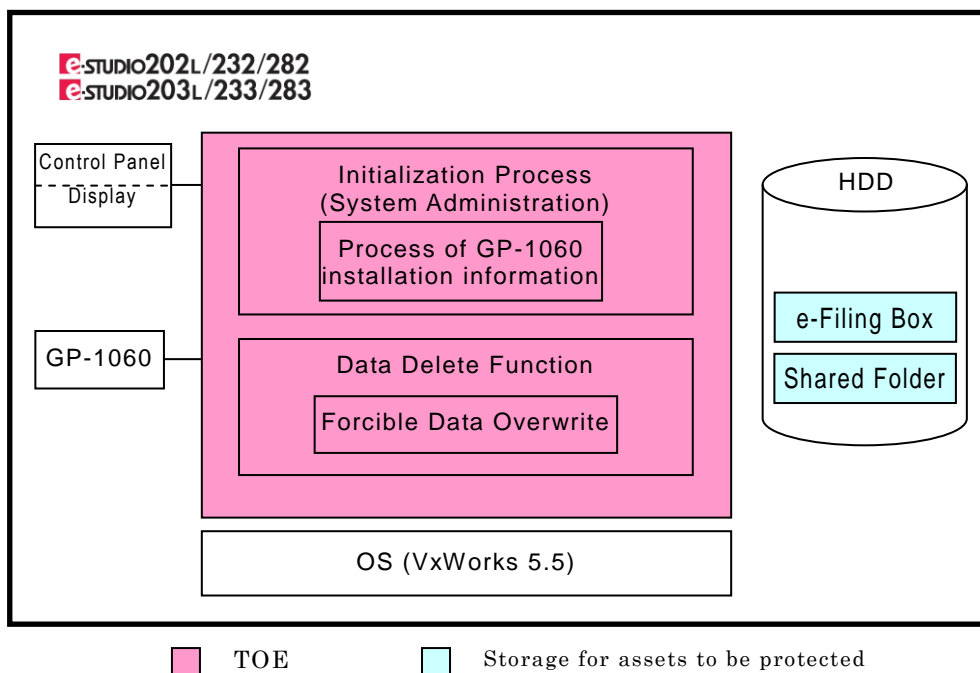 e-STUDIO202L/232/282
e-STUDIO203L/233/283
Control Panel
Display
Initialization Process
(System Administration)
Process of GP-1060
installation information
HDD
e-Filing Box
Shared Folder
GP-1060
Data Delete Function
Forcible Data Overwrite
OS (VxWorks 5.5)
TOE
Storage for assets to be protected